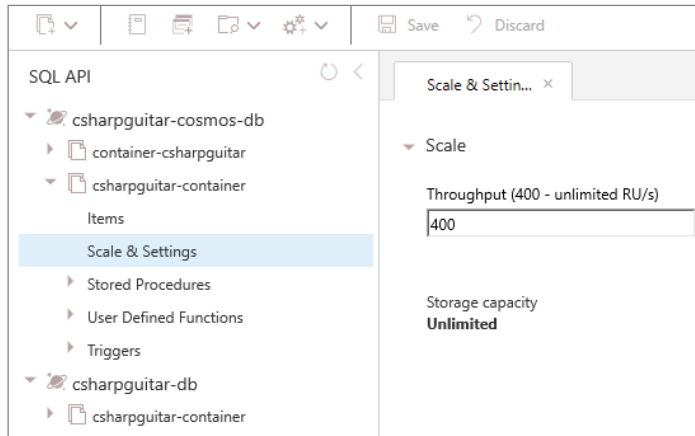 Save
Discard
SQL API
csharpguitar-cosmos-db
container-csharpguitar
csharpguitar-container
Items
Scale & Settings
Stored Procedures
User Defined Functions
Triggers
csharpguitar-db
csharpguitar-container
Scale & Settin...
Scale
Throughput (400 - unlimited RU/s)
400
Storage capacity
Unlimited